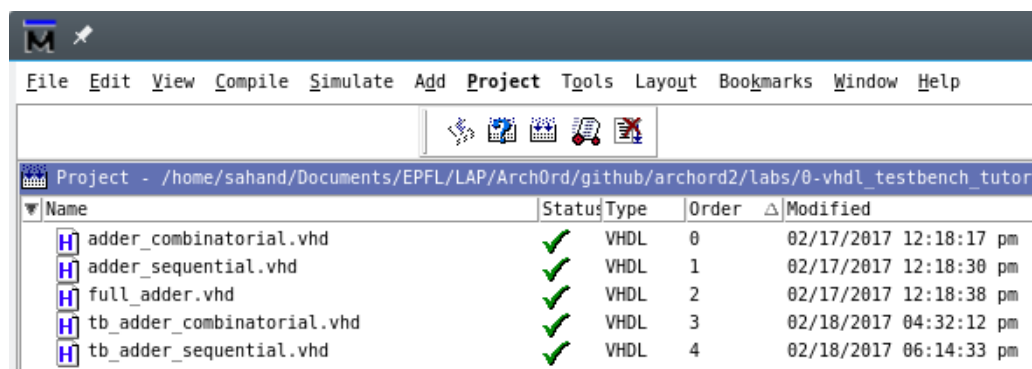 M
File Edit View Compile Simulate Add Project Tools Layout Bookmarks Window Help
Project - /home/sahand/Documents/EPFL/LAP/ArchOrd/github/archord2/labs/0-vhdl_testbench_tutor
Name Status Type Order Modified
adder_combinatorial.vhd VHDL 0 02/17/2017 12:18:17 pm
adder_sequential.vhd VHDL 1 02/17/2017 12:18:30 pm
full_adder.vhd VHDL 2 02/17/2017 12:18:38 pm
tb_adder_combinatorial.vhd VHDL 3 02/18/2017 04:32:12 pm
tb_adder_sequential.vhd VHDL 4 02/18/2017 06:14:33 pm